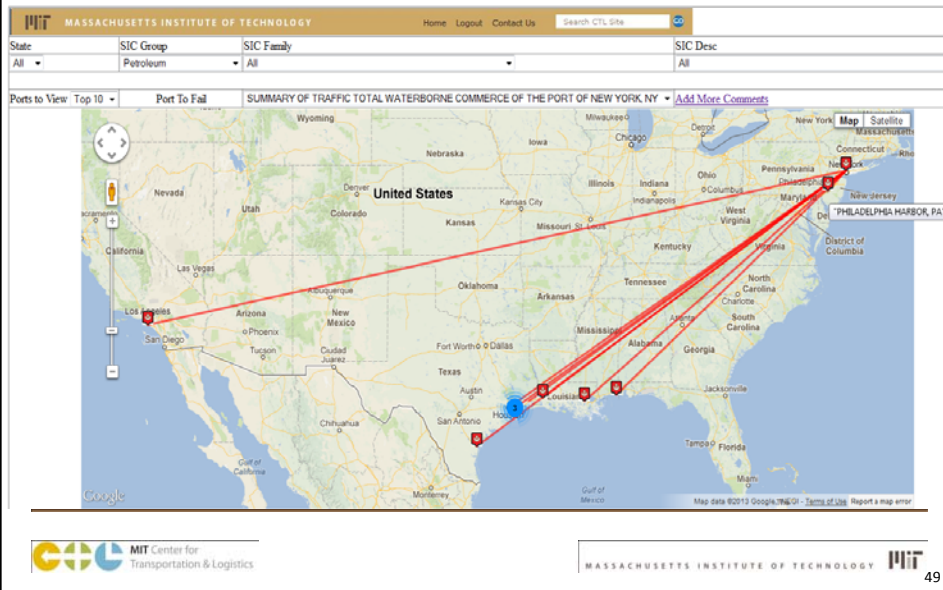 MIT MASSACHUSETTS INSTITUTE OF TECHNOLOGY Home Logout Contact Us Search CTL Site GO
State SIC Group SIC Family SIC Desc
All Petroleum All All
Ports to View Top 10 Port To Fail SUMMARY OF TRAFFIC TOTAL WATERBORNE COMMERCE OF THE PORT OF NEW YORK, NY Add More Comments
Wyoming Milwaukee Detroit New York Map Satellite
Massachusetts
Iowa Chicago Connecticut
Nebraska Pennsylvania
Nevada Denver United States Illinois Indiana Ohio Philadelphia
Utah Colorado Kansas City Indianapolis Columbus New Jersey
Kansas Missouri St Louis West Virginia "PHILADELPHIA HARBOR, PA
California Kentucky Virginia District of Columbia
Las Vegas Oklahoma Tennessee North Carolina
Albuquerque Arkansas Charlotte
Los Angeles Arizona New Mexico Mississippi Atlanta South Carolina
San Diego Phoenix Fort Worth Dallas Alabama Georgia
Tucson Ciudad Juarez Texas
Austin Louisiana Jacksonville
Chihuahua San Antonio 3
Tampa Florida
Gulf of California Miami
Monterrey Gulf of Mexico
Google Map data ©2013 Google, INEGI - Terms of Use Report a map error
MIT Center for
Transportation & Logistics
MASSACHUSETTS INSTITUTE OF TECHNOLOGY MIT
49